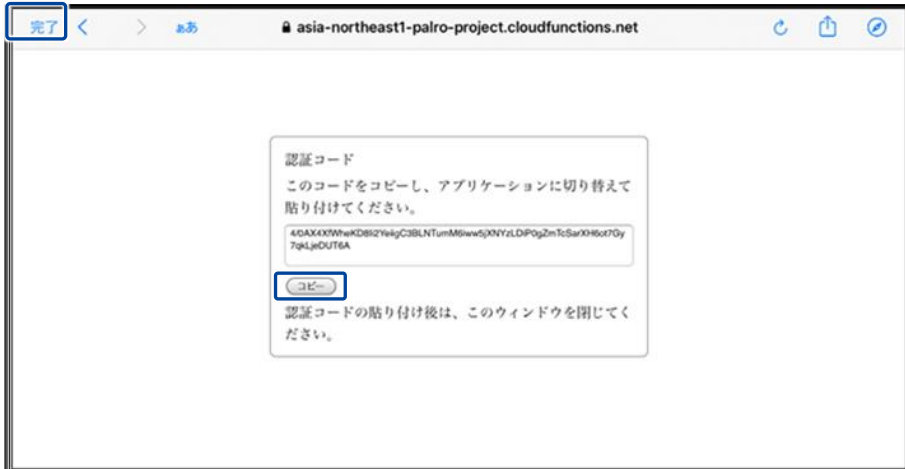 完了
ぁあ
asia-northeast1-palro-project.cloudfunctions.net
認証コード
このコードをコピーし、アプリケーションに切り替えて
貼り付けてください。
コピー
認証コードの貼り付け後は、このウィンドウを閉じてく
ださい。